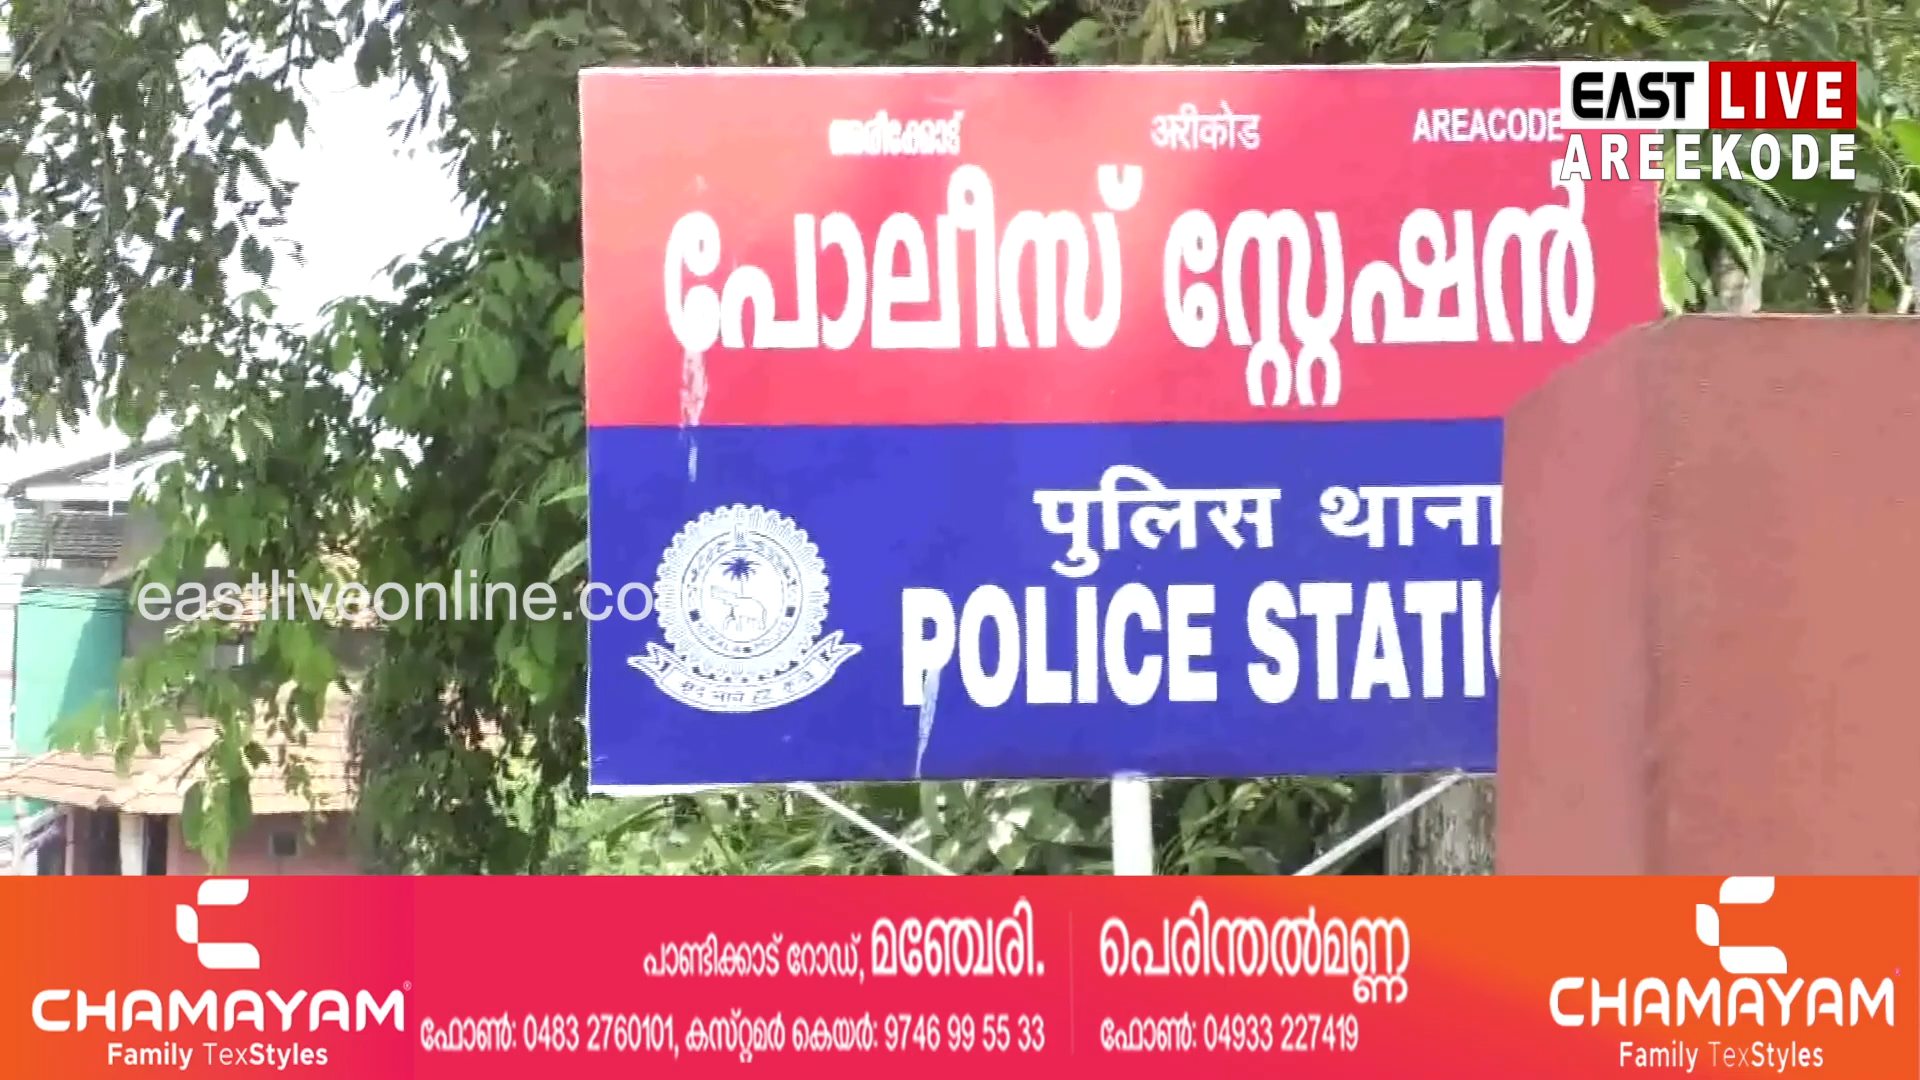 അരീക്കോട് अरीकोड AREACODE
EAST LIVE
AREEKODE
പോലീസ് സ്റ്റേഷൻ
पुलिस थाना
POLICE STATI
eastliveonline.co
CHAMAYAM
Family TexStyles
പാണ്ടിക്കാട് റോഡ്, മഞ്ചേരി.
ഫോൺ: 0483 2760101, കസ്റ്റമർ കെയർ: 9746 99 55 33
പെരിന്തൽമണ്ണ
ഫോൺ: 04933 227419
CHAMAYAM
Family TexStyles